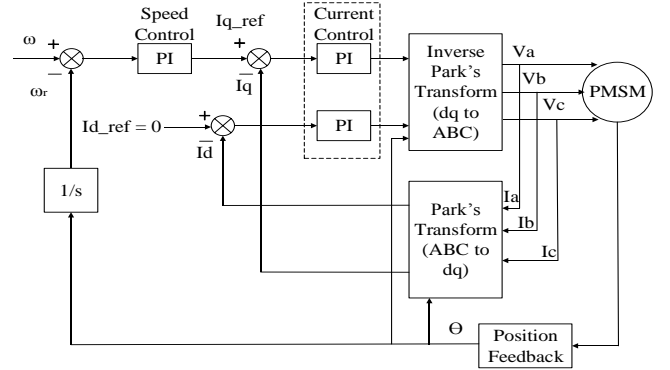 Speed
Control
Iq_ref
Current
Control
ω
+
−
ωr
PI
+
−
Iq
PI
Inverse
Park's
Transform
(dq to
ABC)
Va
Vb
Vc
PMSM
Id_ref = 0
+
−
Id
PI
1/s
Park's
Transform
(ABC to
dq)
Ia
Ib
Ic
Θ
Position
Feedback